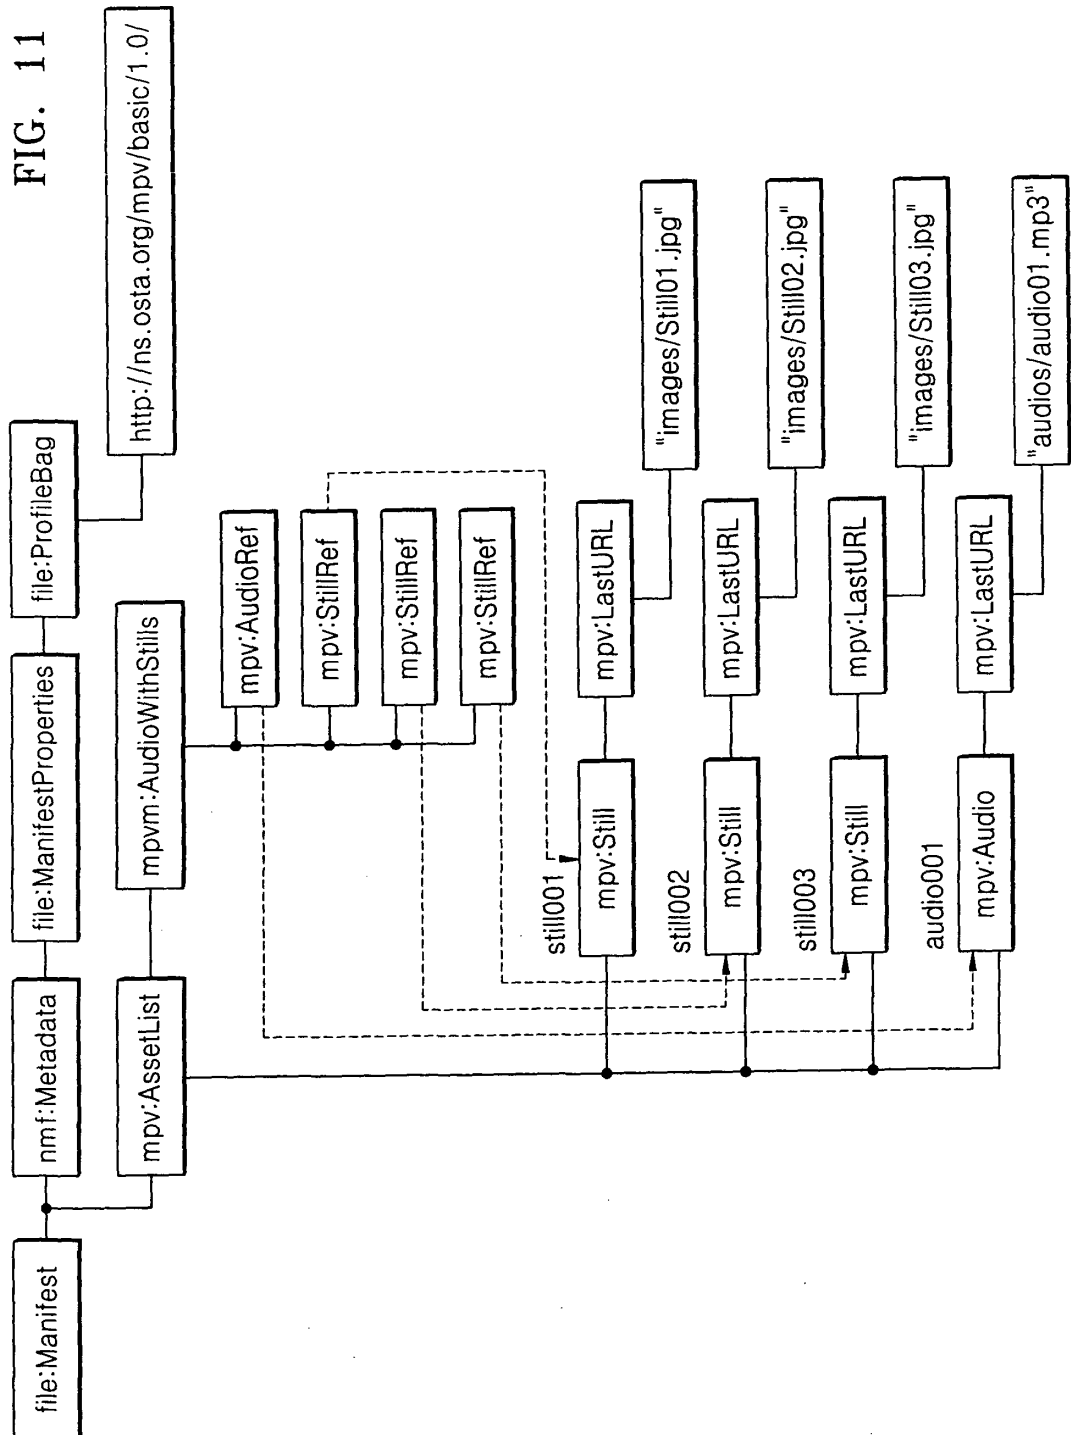 FIG. 11
file:Manifest
nmf:Metadata
file:ManifestProperties
file:ProfileBag
http://ns.osta.org/mpv/basic/1.0/
mpv:AssetList
mpvm:AudioWithStills
mpv:AudioRef
mpv:StillRef
mpv:StillRef
mpv:StillRef
still001
mpv:Still
mpv:LastURL
"images/Still01.jpg"
still002
mpv:Still
mpv:LastURL
"images/Still02.jpg"
still003
mpv:Still
mpv:LastURL
"images/Still03.jpg"
audio001
mpv:Audio
mpv:LastURL
"audios/audio01.mp3"